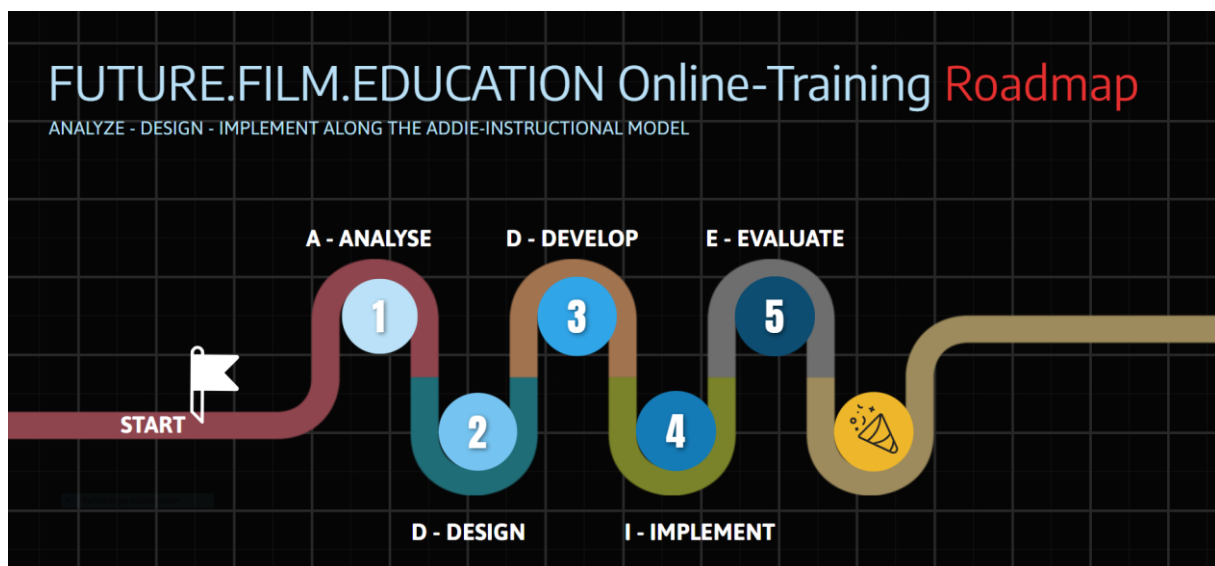 FUTURE.FILM.EDUCATION Online-Training Roadmap
ANALYZE - DESIGN - IMPLEMENT ALONG THE ADDIE-INSTRUCTIONAL MODEL
A - ANALYSE
D - DEVELOP
E - EVALUATE
1
3
5
START
2
4
D - DESIGN
I - IMPLEMENT